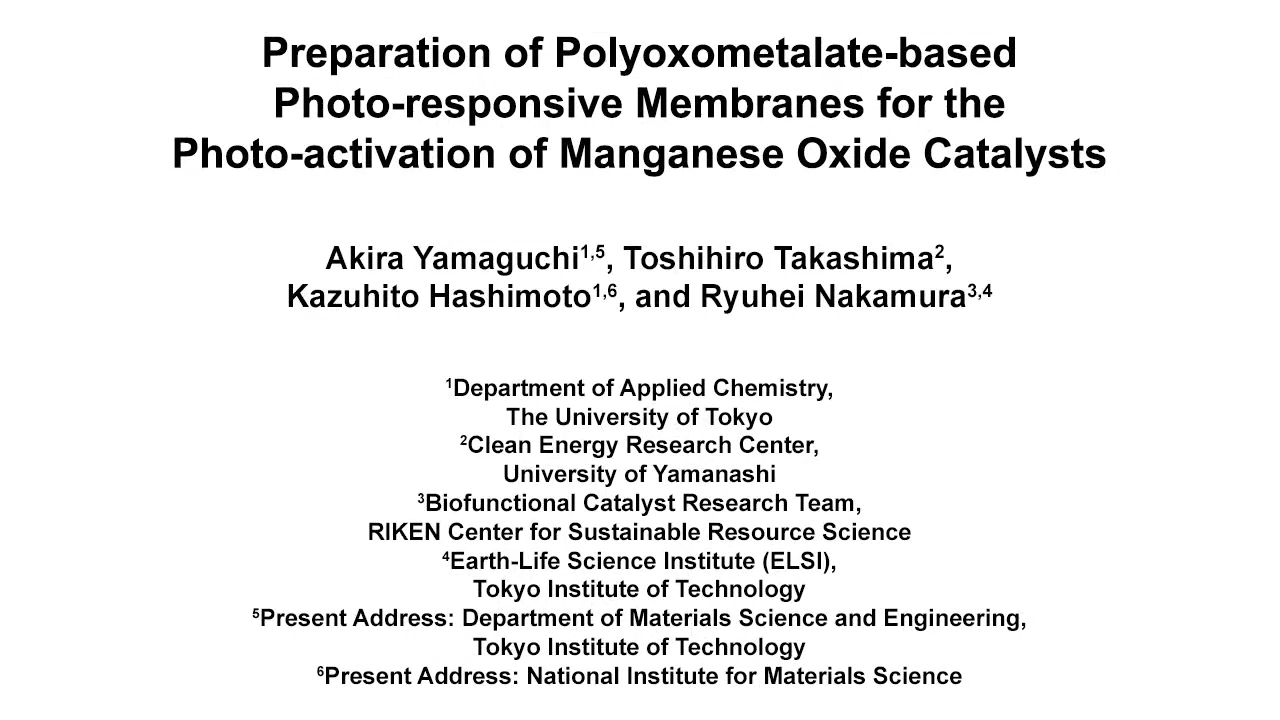 Preparation of Polyoxometalate-based
Photo-responsive Membranes for the
Photo-activation of Manganese Oxide Catalysts
Akira Yamaguchi1,5, Toshihiro Takashima2,
Kazuhito Hashimoto1,6, and Ryuhei Nakamura3,4
1Department of Applied Chemistry,
The University of Tokyo
2Clean Energy Research Center,
University of Yamanashi
3Biofunctional Catalyst Research Team,
RIKEN Center for Sustainable Resource Science
4Earth-Life Science Institute (ELSI),
Tokyo Institute of Technology
5Present Address: Department of Materials Science and Engineering,
Tokyo Institute of Technology
6Present Address: National Institute for Materials Science